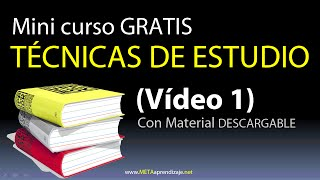 Mini curso GRATIS
TÉCNICAS DE ESTUDIO
(Vídeo 1)
Con Material DESCARGABLE
www.METAaprendizaje.net